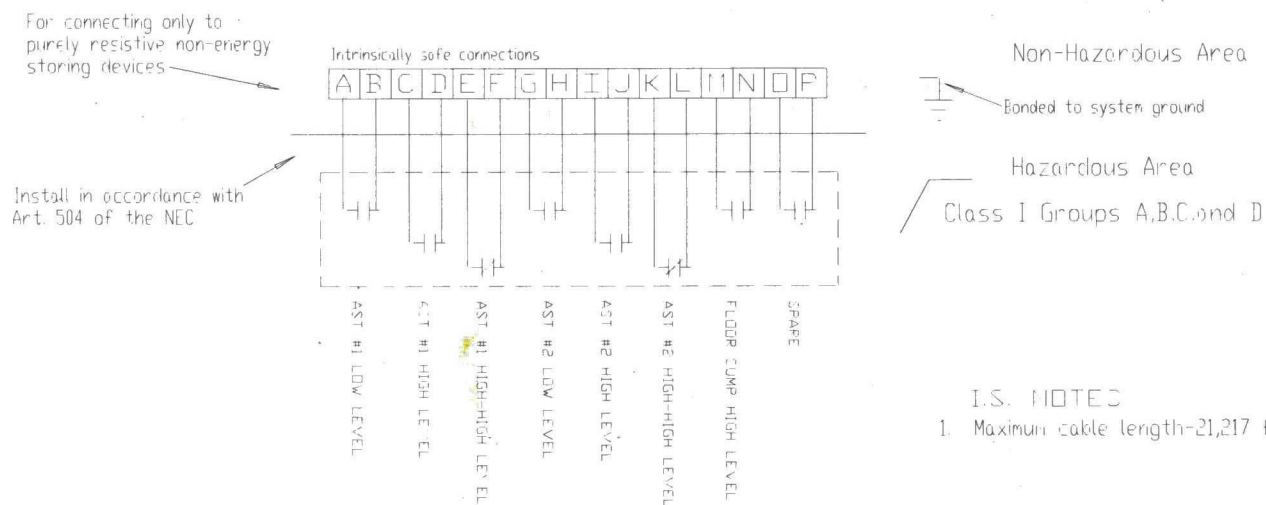 For connecting only to
purely resistive non-energy
storing devices
Intrinsically safe connections
A B C D E F G H I J K L M N O P
Install in accordance with
Art. 504 of the NEC
Non-Hazardous Area
Bonded to system ground
Hazardous Area
Class I Groups A,B,C,and D
AST #1 LOW LEVEL
AST #1 HIGH LEVEL
AST #1 HIGH-HIGH LEVEL
AST #2 LOW LEVEL
AST #2 HIGH LEVEL
AST #2 HIGH-HIGH LEVEL
FLOOR SUMP HIGH LEVEL
SPARE
I.S. NOTES
1. Maximum cable length-21,217